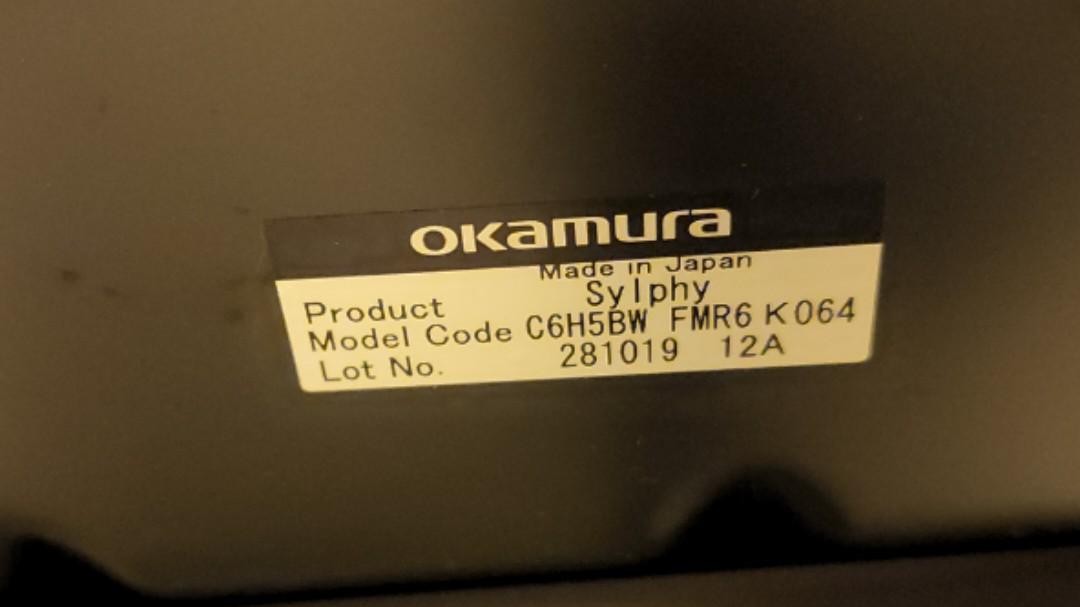 OKamura
Made in Japan
Product Sylphy
Model Code C6H5BW FMR6 K064
Lot No. 281019 12A